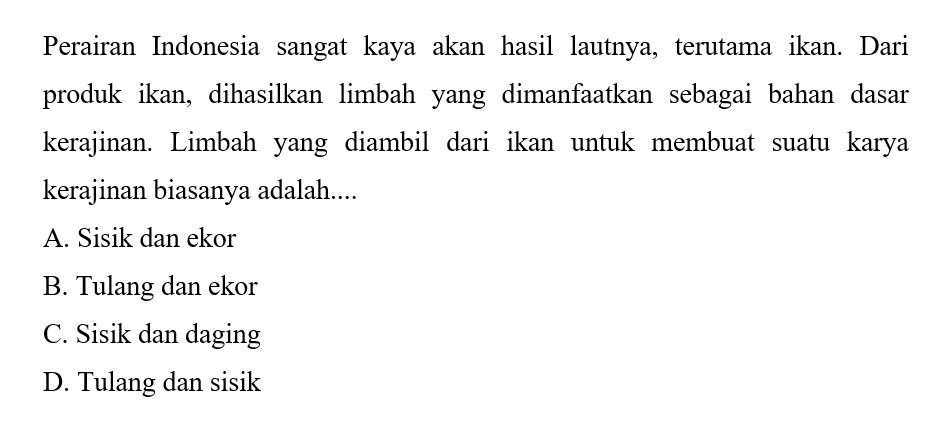 Perairan Indonesia sangat kaya akan hasil lautnya, terutama ikan. Dari
produk ikan, dihasilkan limbah yang dimanfaatkan sebagai bahan dasar
kerajinan. Limbah yang diambil dari ikan untuk membuat suatu karya
kerajinan biasanya adalah....
A. Sisik dan ekor
B. Tulang dan ekor
C. Sisik dan daging
D. Tulang dan sisik